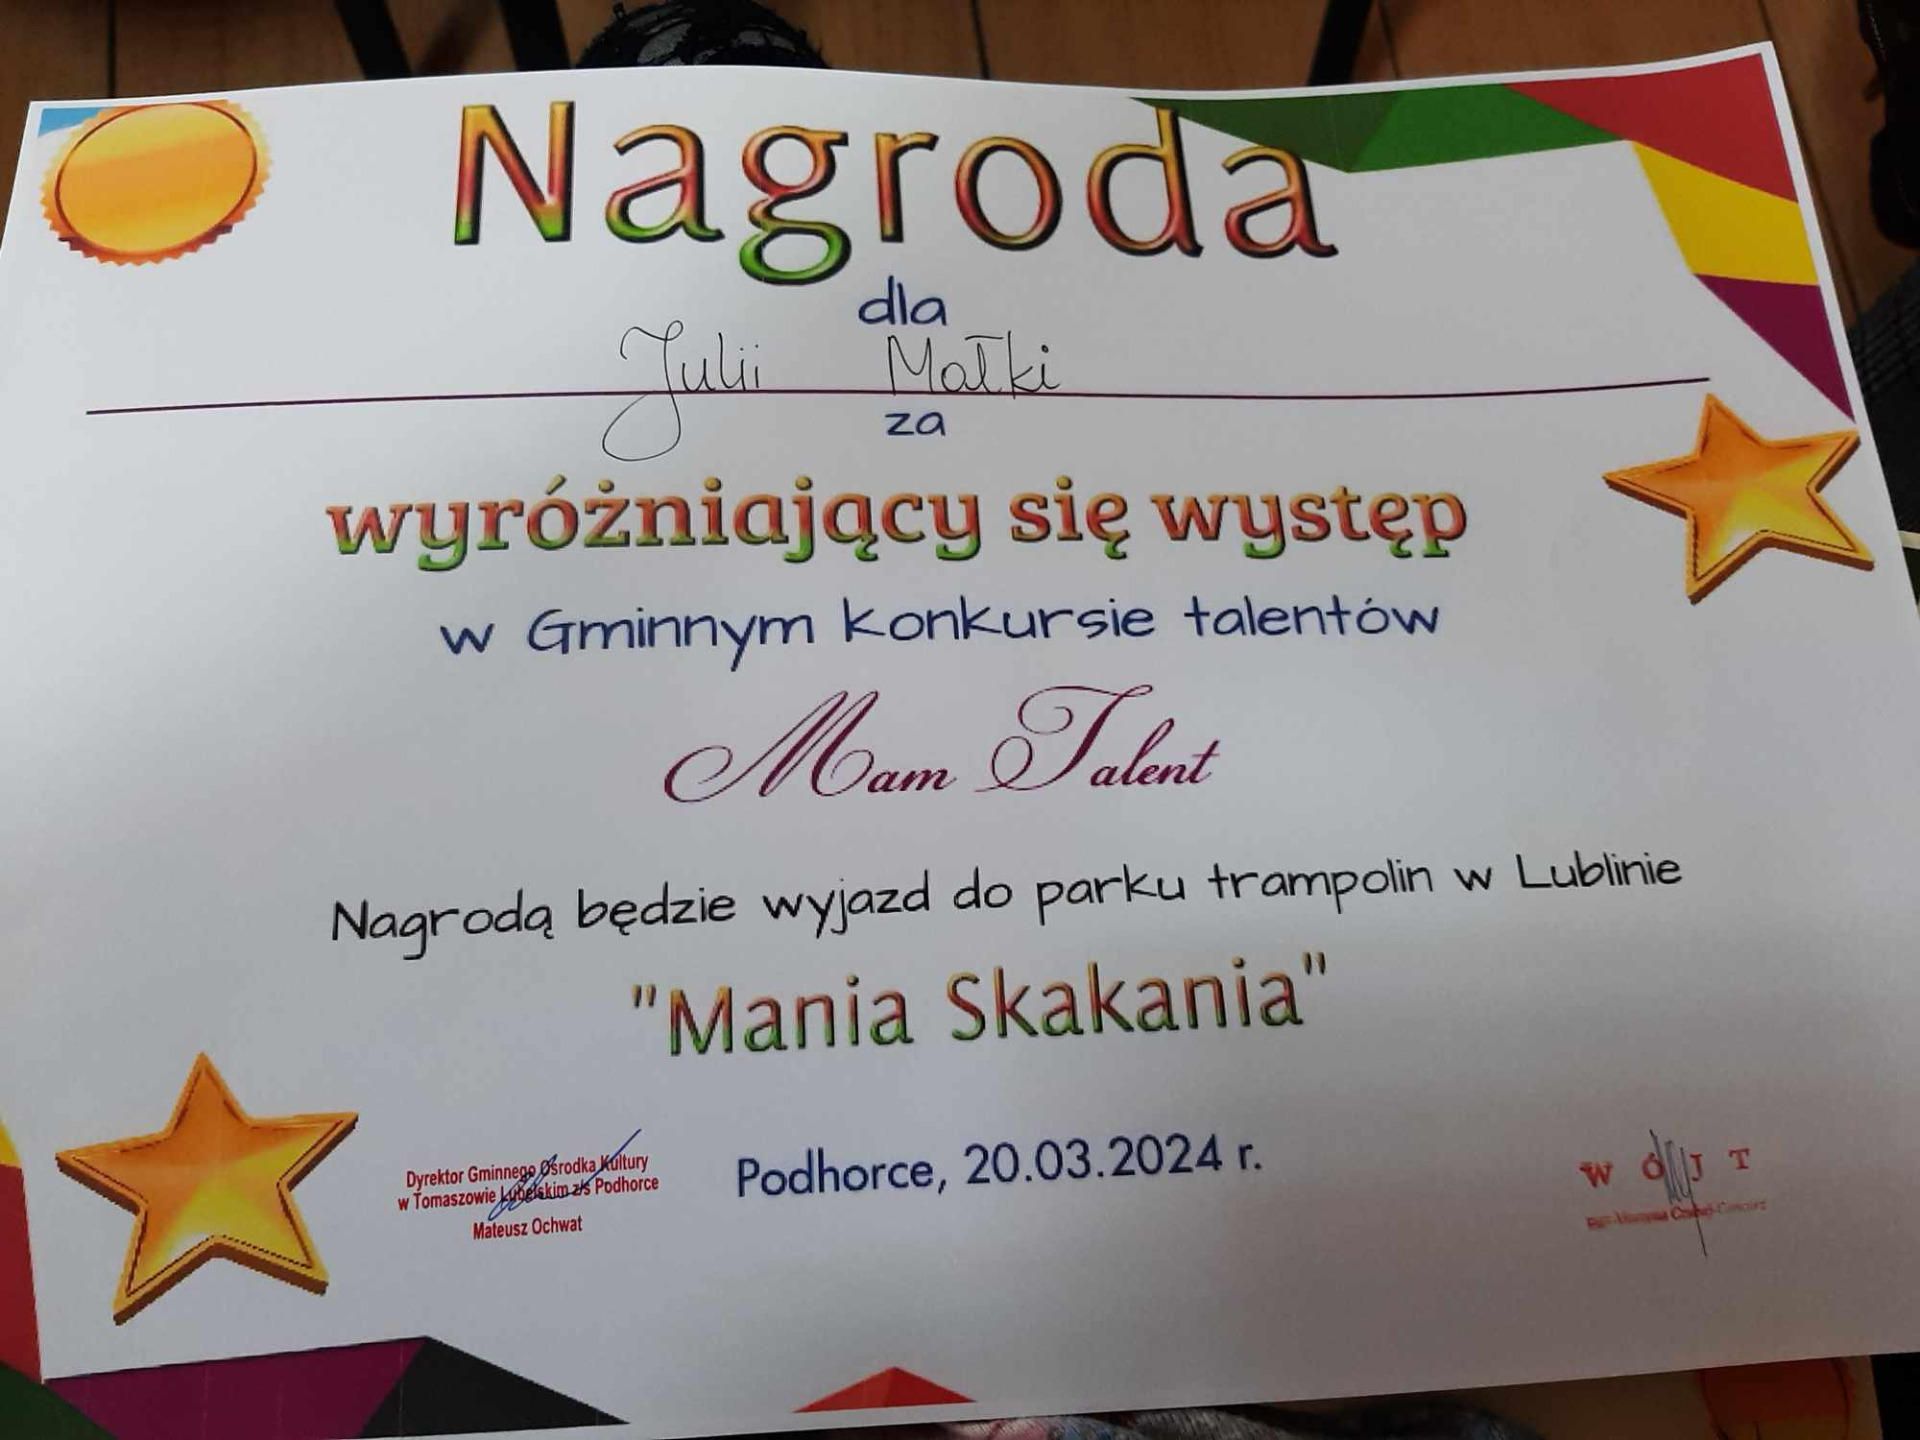 Nagroda
dla
Julii Małki
za
wyróżniający się występ
w Gminnym konkursie talentów
Mam Talent
Nagrodą będzie wyjazd do parku trampolin w Lublinie
"Mania Skakania"
Podhorce, 20.03.2024 r.
Dyrektor Gminnego Ośrodka Kultury
w Tomaszowie Lubelskim z/s Podhorce
Mateusz Ochwat
WÓJT